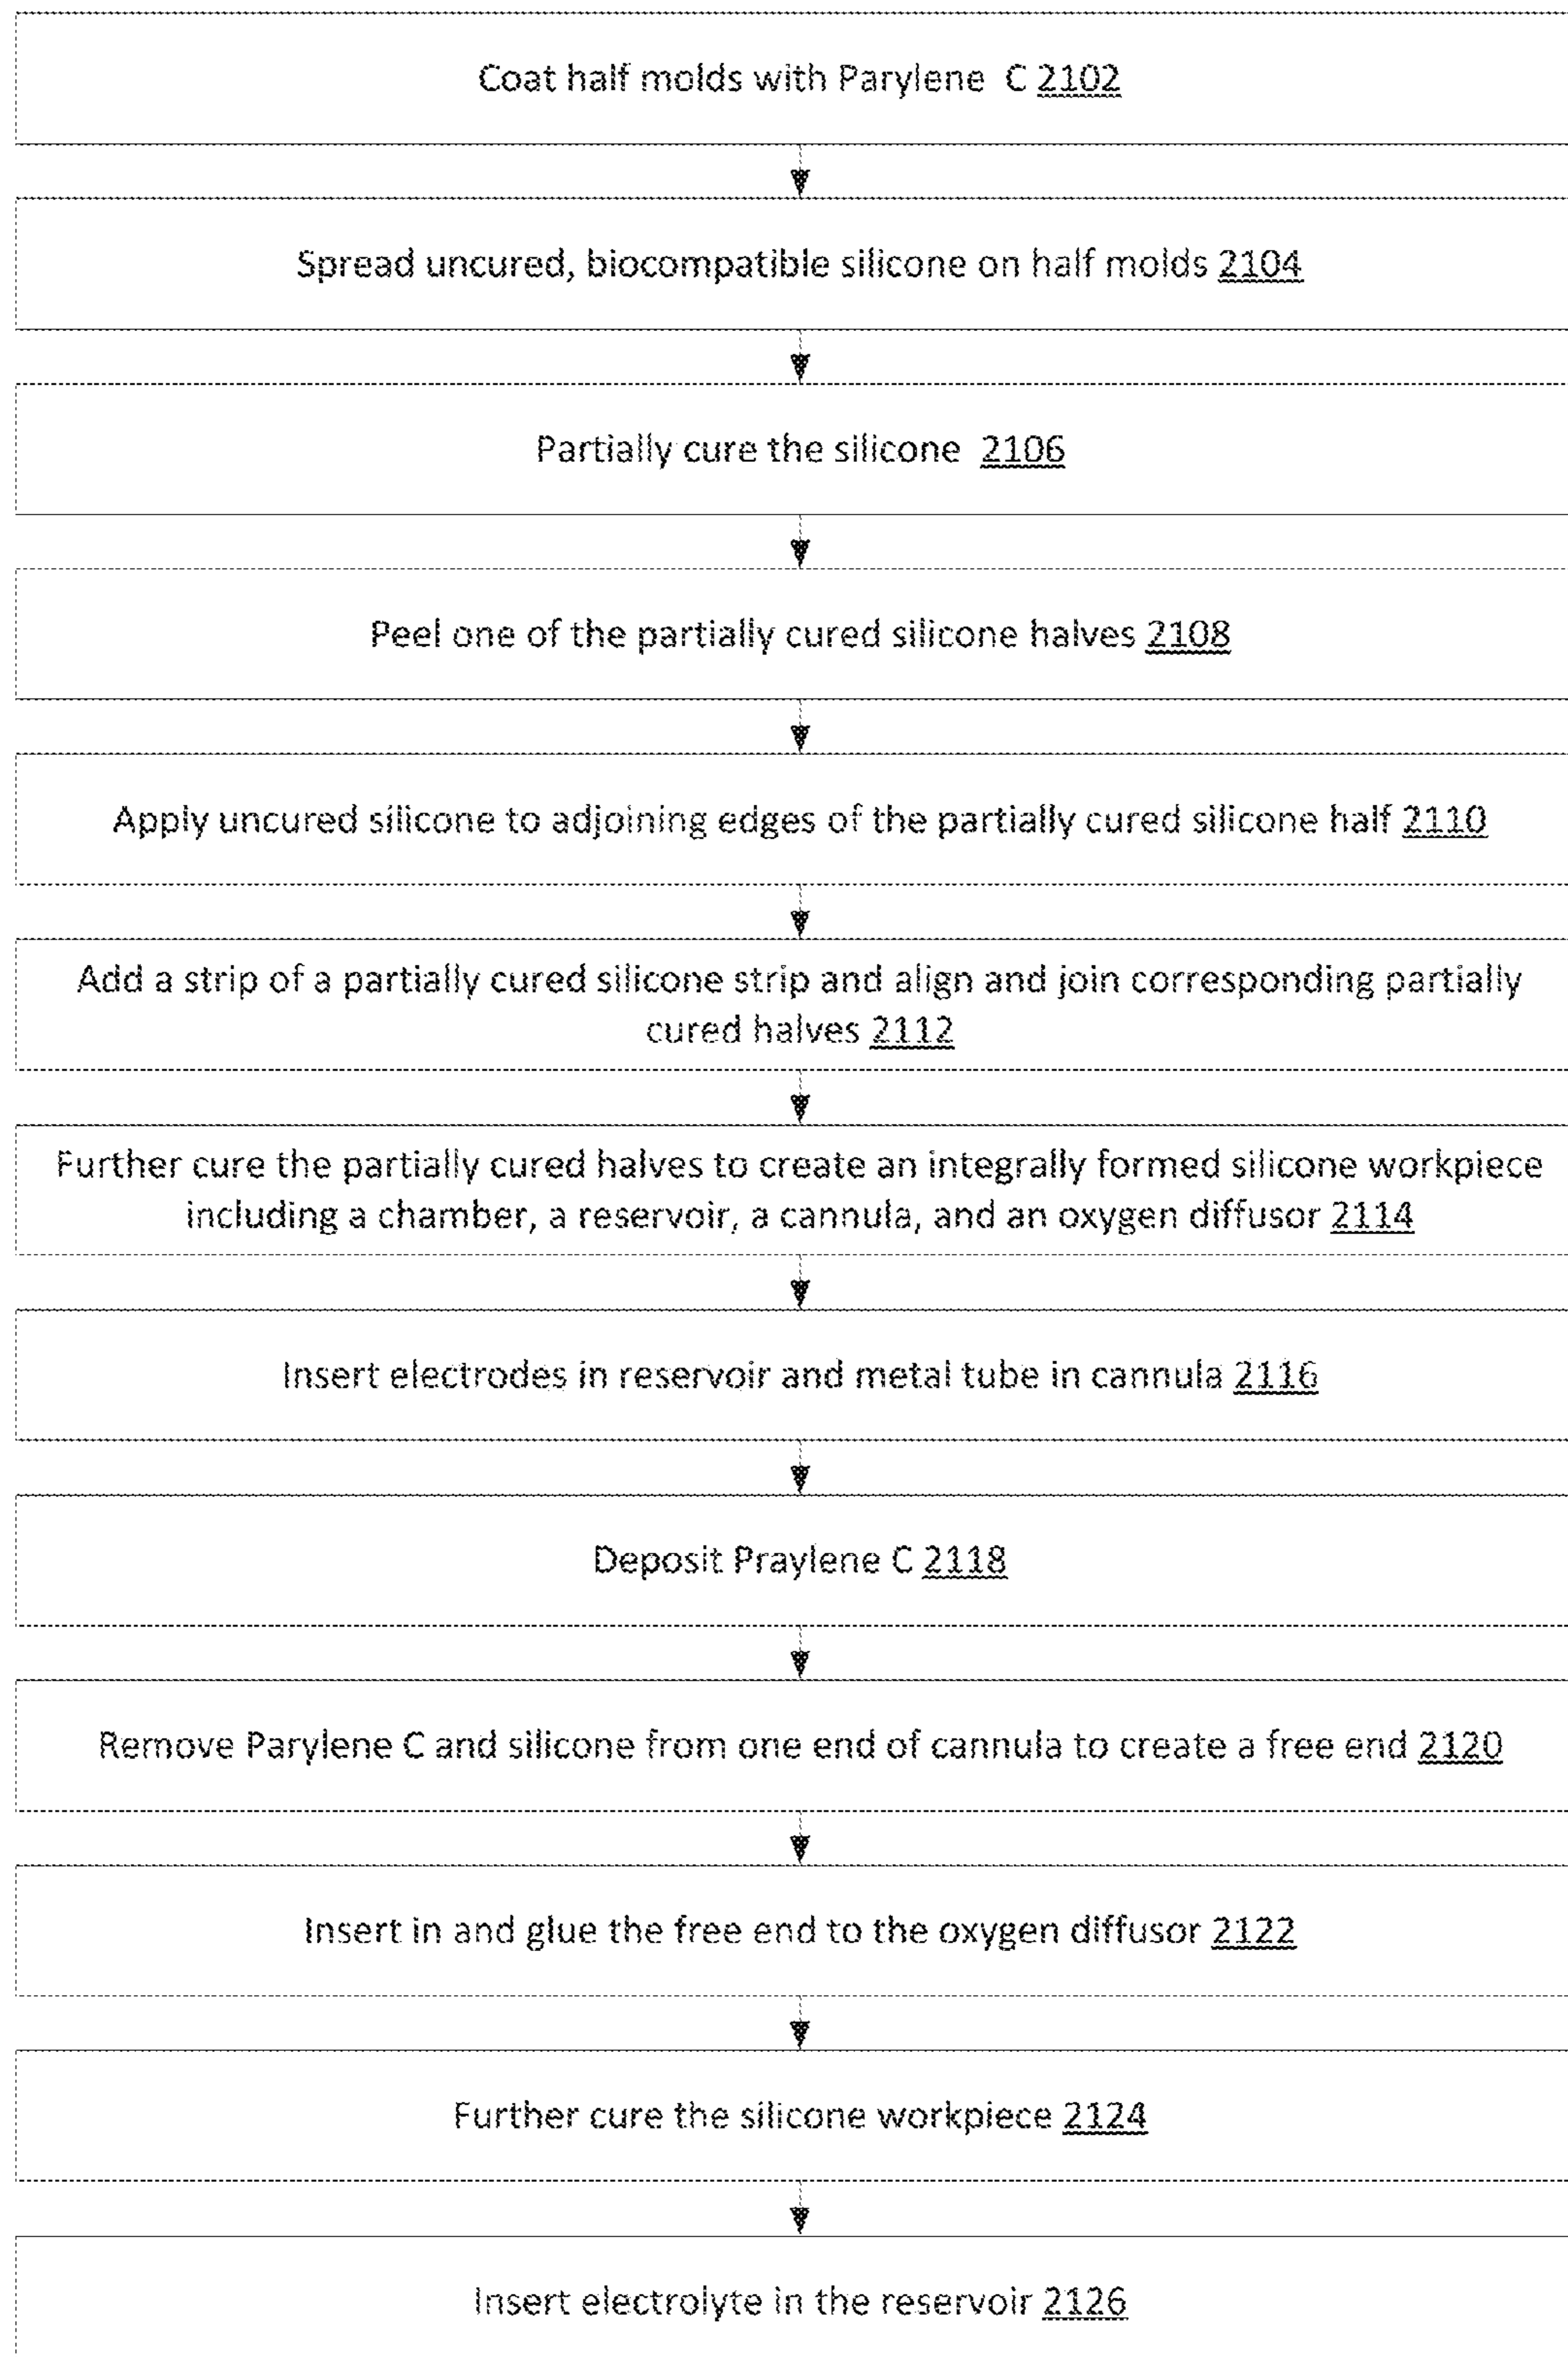 Coat half molds with Parylene C 2102
Spread uncured, biocompatible silicone on half molds 2104
Partially cure the silicone 2106
Peel one of the partially cured silicone halves 2108
Apply uncured silicone to adjoining edges of the partially cured silicone half 2110
Add a strip of a partially cured silicone strip and align and join corresponding partially
cured halves 2112
Further cure the partially cured halves to create an integrally formed silicone workpiece
including a chamber, a reservoir, a cannula, and an oxygen diffusor 2114
Insert electrodes in reservoir and metal tube in cannula 2116
Deposit Praylene C 2118
Remove Parylene C and silicone from one end of cannula to create a free end 2120
Insert in and glue the free end to the oxygen diffusor 2122
Further cure the silicone workpiece 2124
Insert electrolyte in the reservoir 2126